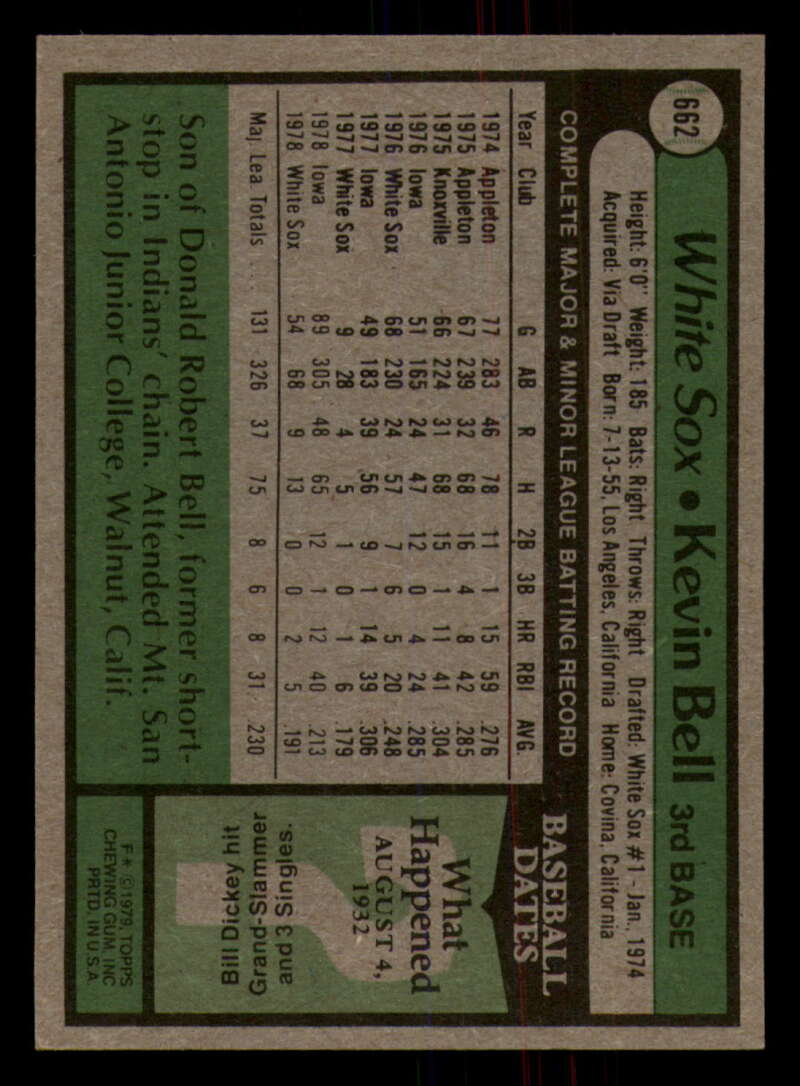 662
White Sox • Kevin Bell 3rd BASE
Height: 6'0" Weight: 185 Bats: Right Throws: Right Drafted: White Sox #1 - Jan., 1974
Acquired: Via Draft Born: 7-13-55, Los Angeles, California Home: Covina, California
COMPLETE MAJOR & MINOR LEAGUE BATTING RECORD
Year Club G AB R H 2B 3B HR RBI AVG.
1974 Appleton 77 283 46 78 11 1 15 59 .276
1975 Appleton 67 239 32 68 16 4 8 42 .285
1975 Knoxville 66 224 31 68 15 1 11 41 .304
1976 Iowa 51 165 24 47 12 0 4 24 .285
1976 White Sox 68 230 24 57 7 6 5 20 .248
1977 Iowa 49 183 39 56 9 1 14 39 .306
1977 White Sox 9 28 4 5 1 0 1 6 .179
1978 Iowa 89 305 48 65 12 1 12 40 .213
1978 White Sox 54 68 9 13 0 0 2 5 .191
Maj Lea Totals . . . 131 326 37 75 8 6 8 31 .230
Son of Donald Robert Bell, former short-
stop in Indians' chain. Attended Mt. San
Antonio Junior College, Walnut, Calif.
BASEBALL
DATES
What
Happened
AUGUST 4,
1932
Bill Dickey hit
Grand Slammer
and 3 Singles.
F* ©1979, TOPPS
CHEWING GUM, INC
PRTD. IN U.S.A.